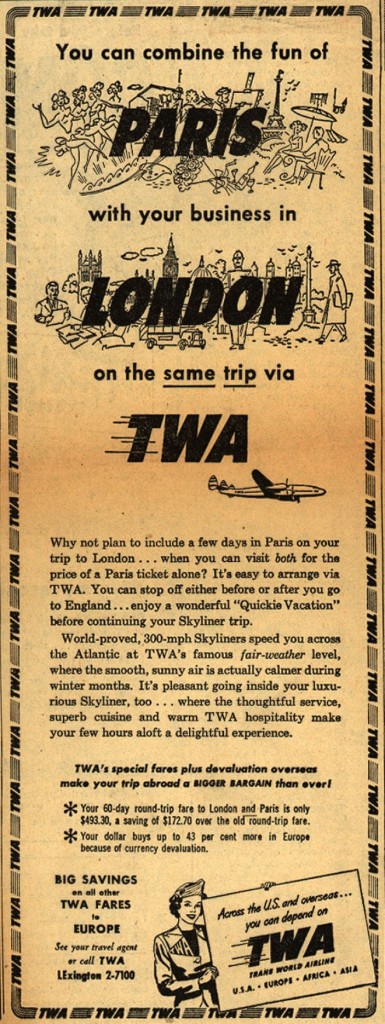 TWA TWA TWA TWA TWA TWA
You can combine the fun of
PARIS
with your business in
LONDON
on the same trip via
TWA
Why not plan to include a few days in Paris on your
trip to London . . . when you can visit both for the
price of a Paris ticket alone? It's easy to arrange via
TWA. You can stop off either before or after you go
to England . . . enjoy a wonderful "Quickie Vacation"
before continuing your Skyliner trip.
World-proved, 300-mph Skyliners speed you across
the Atlantic at TWA's famous fair-weather level,
where the smooth, sunny air is actually calmer during
winter months. It's pleasant going inside your luxu-
rious Skyliner, too . . . where the thoughtful service,
superb cuisine and warm TWA hospitality make
your few hours aloft a delightful experience.
TWA's special fares plus devaluation overseas
make your trip abroad a BIGGER BARGAIN than ever!
* Your 60-day round-trip fare to London and Paris is only
$493.30, a saving of $172.70 over the old round-trip fare.
* Your dollar buys up to 43 per cent more in Europe
because of currency devaluation.
BIG SAVINGS
on all other
TWA FARES
to
EUROPE
See your travel agent
or call TWA
LExington 2-7100
Across the U.S. and overseas...
you can depend on
TWA
TRANS WORLD AIRLINE
U.S.A. · EUROPE · AFRICA · ASIA
TWA TWA TWA TWA TWA